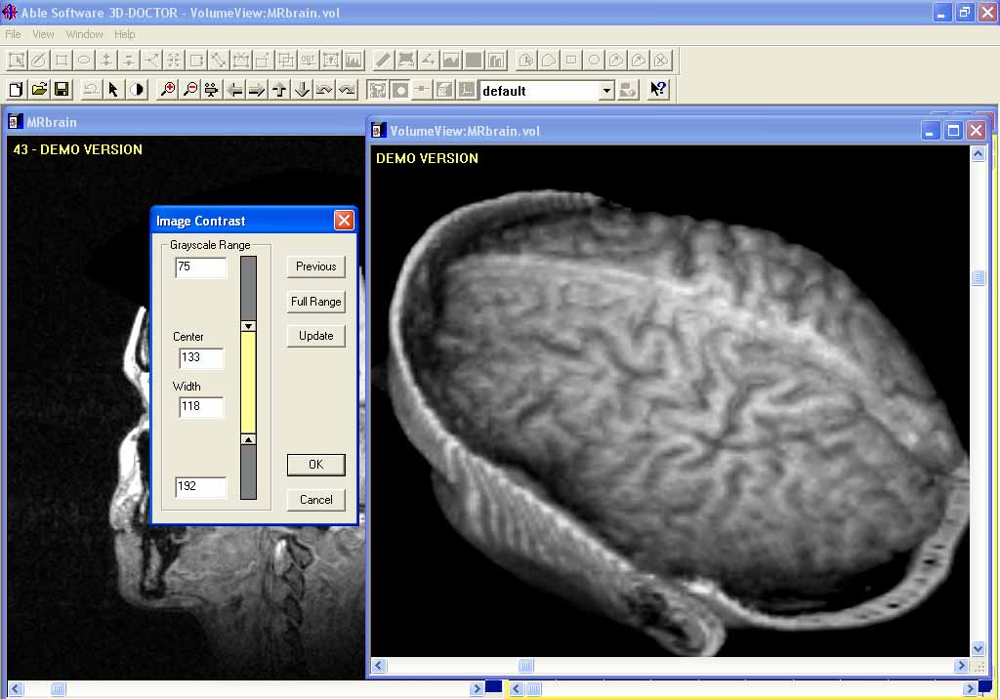 Able Software 3D-DOCTOR - VolumeView:MRbrain.vol
File View Window Help
OBT
default
MRbrain
VolumeView:MRbrain.vol
43 - DEMO VERSION
DEMO VERSION
Image Contrast
Grayscale Range
75
Previous
Full Range
Center
Update
133
Width
118
OK
192
Cancel